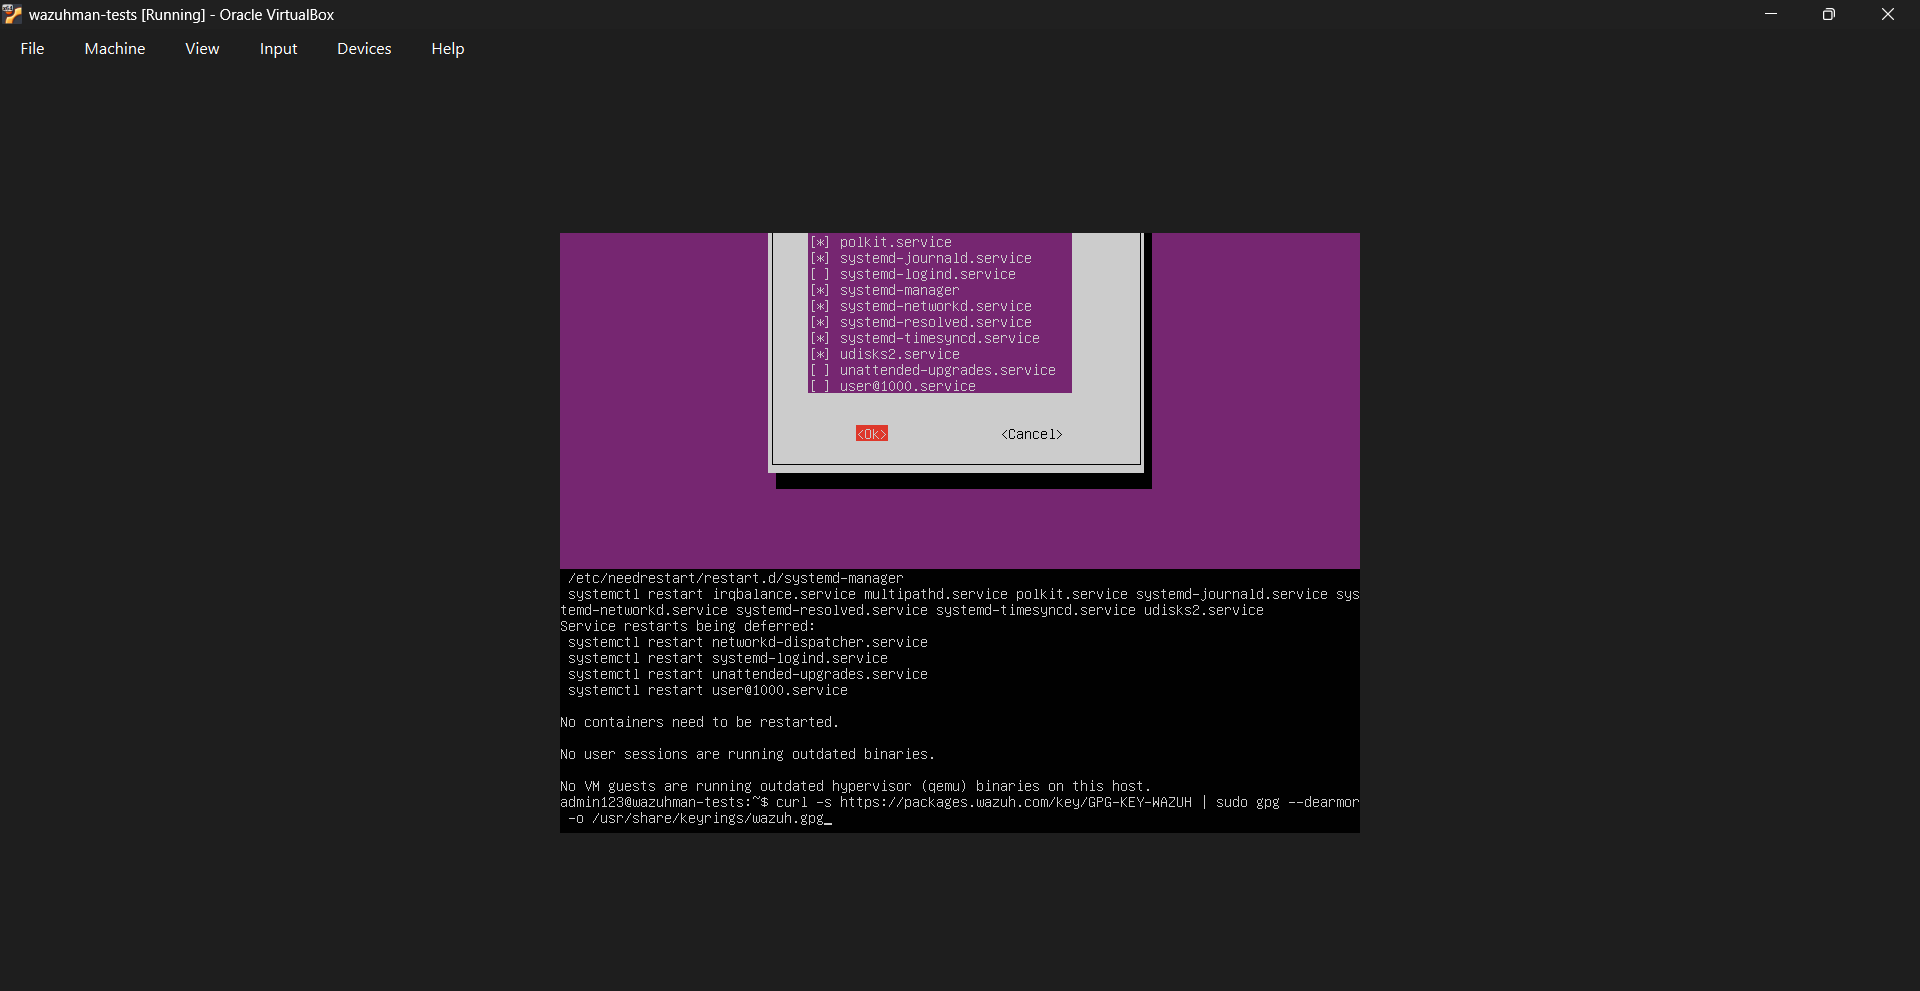 wazuhman-tests [Running] - Oracle VirtualBox
File Machine View Input Devices Help
[*] polkit.service
[*] systemd-journald.service
[ ] systemd-logind.service
[*] systemd-manager
[*] systemd-networkd.service
[*] systemd-resolved.service
[*] systemd-timesyncd.service
[*] udisks2.service
[ ] unattended-upgrades.service
[ ] user@1000.service
<Ok> <Cancel>
/etc/needrestart/restart.d/systemd-manager
systemctl restart irqbalance.service multipathd.service polkit.service systemd-journald.service sys
temd-networkd.service systemd-resolved.service systemd-timesyncd.service udisks2.service
Service restarts being deferred:
systemctl restart networkd-dispatcher.service
systemctl restart systemd-logind.service
systemctl restart unattended-upgrades.service
systemctl restart user@1000.service
No containers need to be restarted.
No user sessions are running outdated binaries.
No VM guests are running outdated hypervisor (qemu) binaries on this host.
admin123@wazuhman-tests:~$ curl -s https://packages.wazuh.com/key/GPG-KEY-WAZUH | sudo gpg --dearmor
-o /usr/share/keyrings/wazuh.gpg_